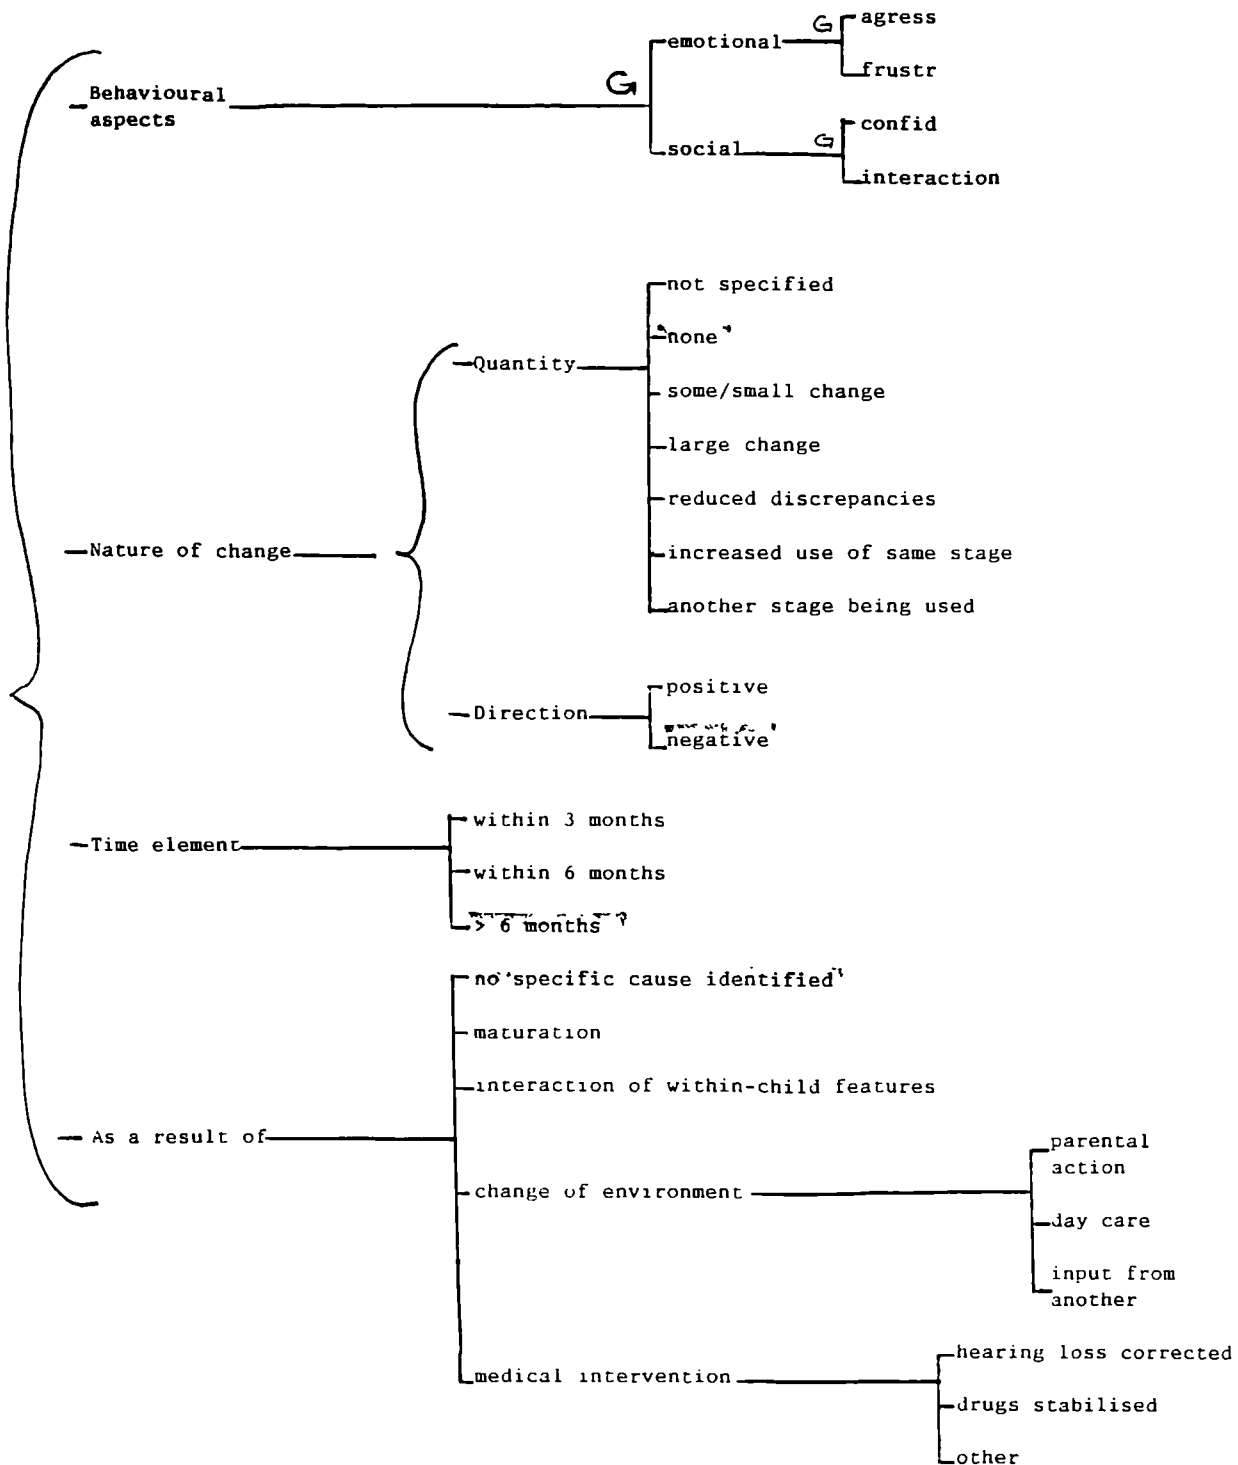 agress
G
emotional
frustr
G
Behavioural
aspects
confid
G
social
interaction
not specified
"none"
Quantity
some/small change
large change
reduced discrepancies
Nature of change
increased use of same stage
another stage being used
positive
Direction
negative
within 3 months
Time element
within 6 months
> 6 months
no specific cause identified
maturation
interaction of within-child features
As a result of
parental
action
change of environment
day care
input from
another
hearing loss corrected
medical intervention
drugs stabilised
other